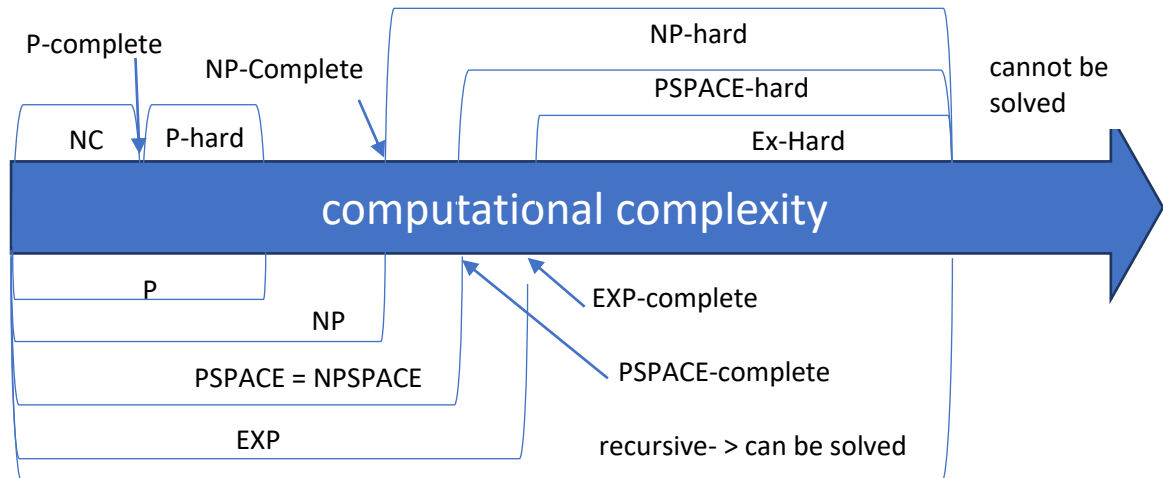 NP-hard
P-complete
NP-Complete
cannot be
solved
PSPACE-hard
NC
P-hard
Ex-Hard
computational complexity
P
EXP-complete
NP
PSPACE = NPSPACE
PSPACE-complete
EXP
recursive- > can be solved